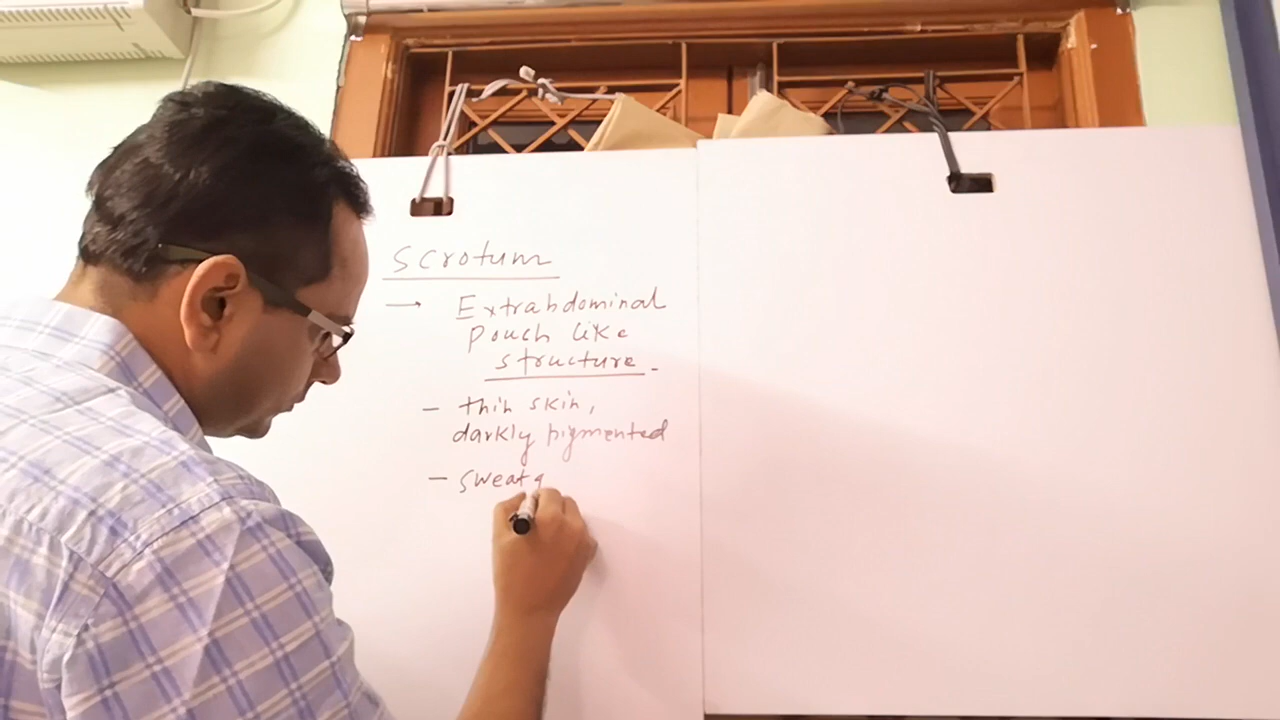 Scrotum
→ Extrabdominal
Pouch like
structure.
- thin skin,
darkly pigmented
- sweat g